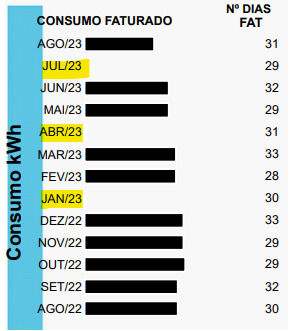 CONSUMO FATURADO
Nº DIAS
FAT
Consumo kWh
AGO/23 31
JUL/23 29
JUN/23 32
MAI/23 29
ABR/23 31
MAR/23 33
FEV/23 28
JAN/23 30
DEZ/22 33
NOV/22 29
OUT/22 29
SET/22 32
AGO/22 30